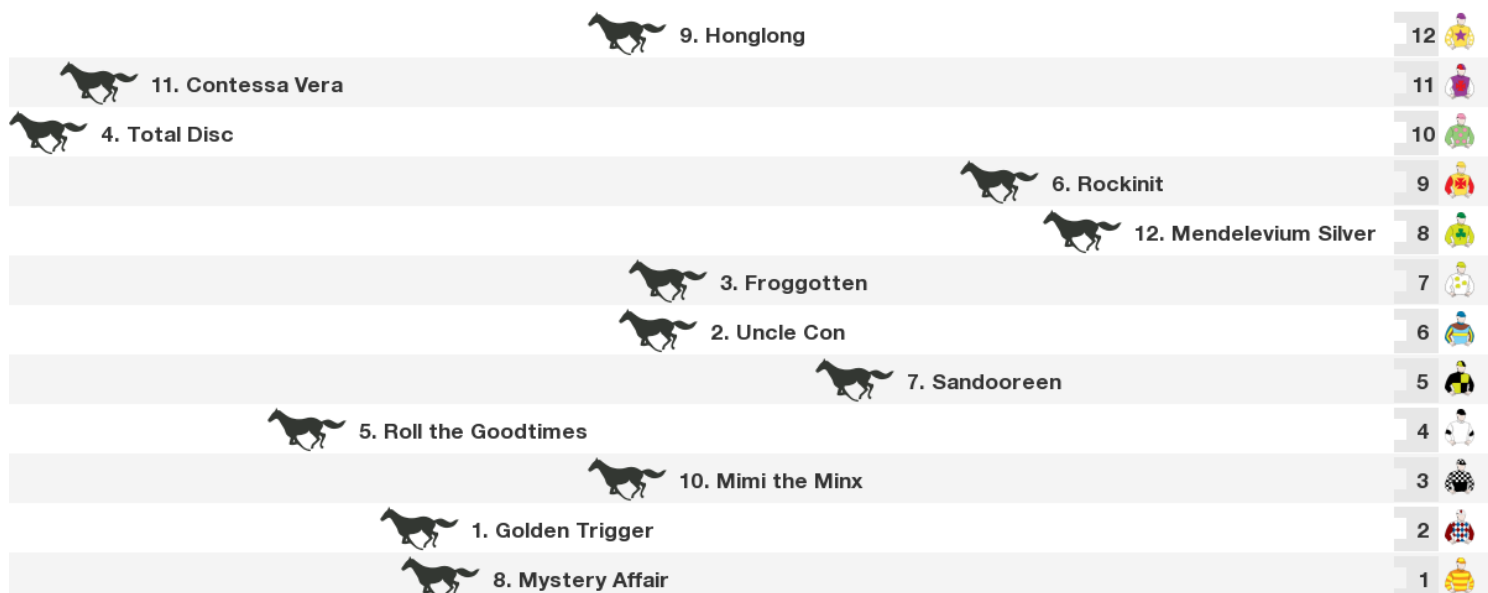 9. Honglong 12
11. Contessa Vera 11
4. Total Disc 10
6. Rockinit 9
12. Mendelevium Silver 8
3. Froggotten 7
2. Uncle Con 6
7. Sandooreen 5
5. Roll the Goodtimes 4
10. Mimi the Minx 3
1. Golden Trigger 2
8. Mystery Affair 1